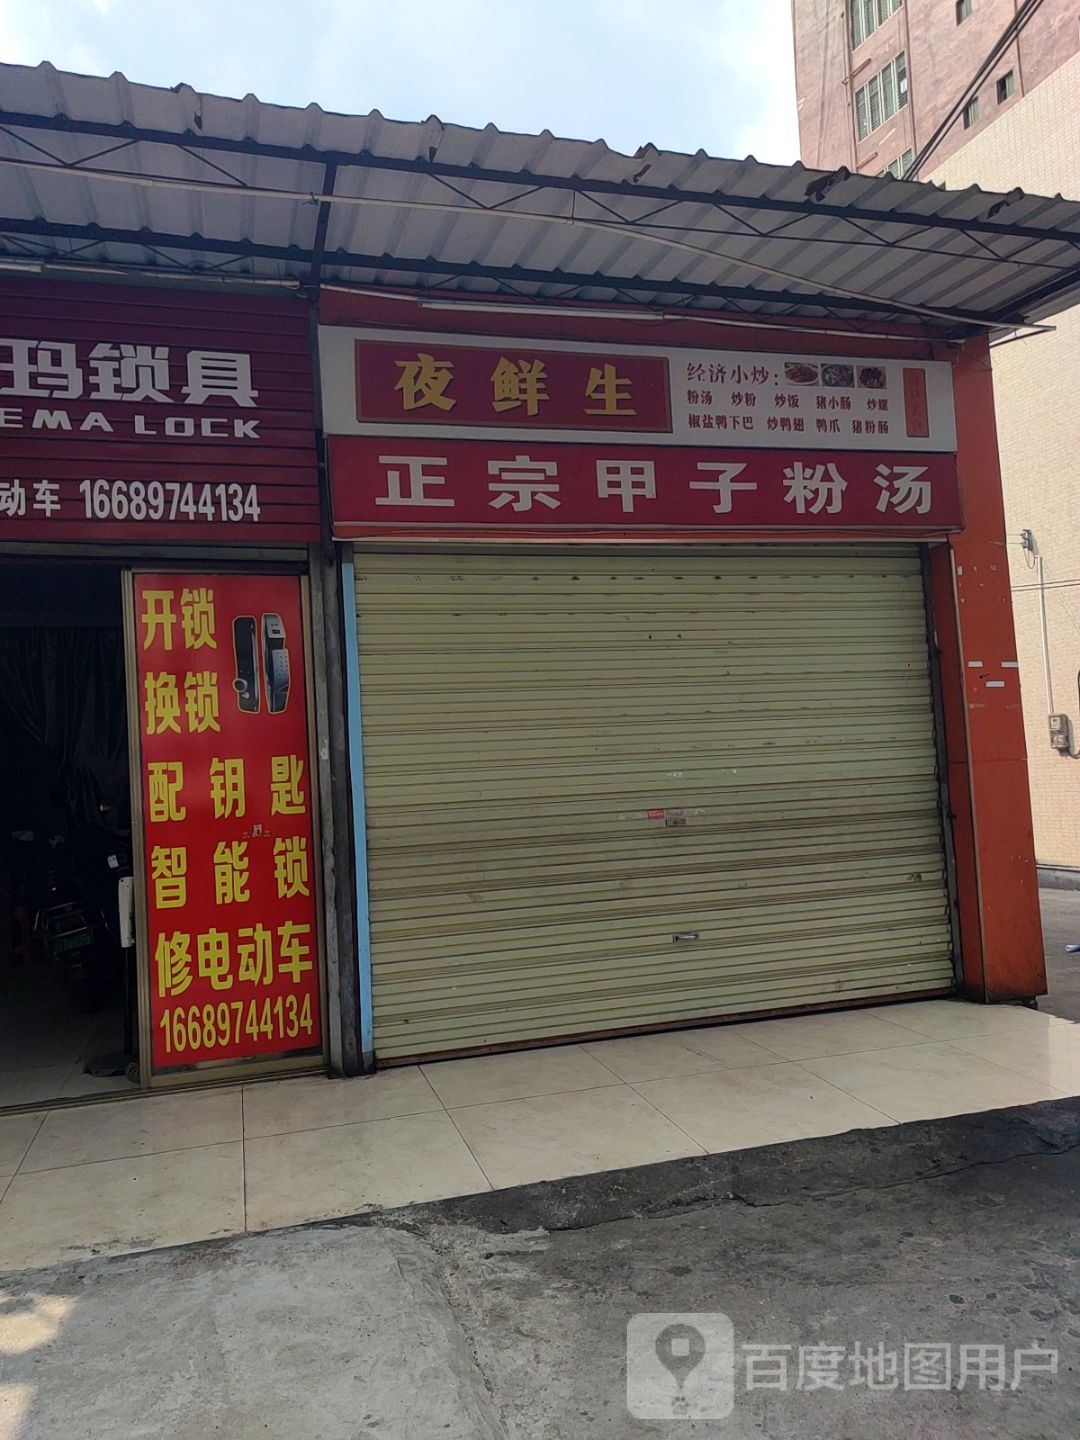 玛锁具
EMA LOCK
动车 16689744134
开锁
换锁
配钥匙
智能锁
修电动车
16689744134
夜鲜生
经济小炒:
粉汤 炒粉 炒饭 猪小肠 炒螺
椒盐鸭下巴 炒鸭翅 鸭爪 猪粉肠
正宗甲子粉汤
百度地图用户